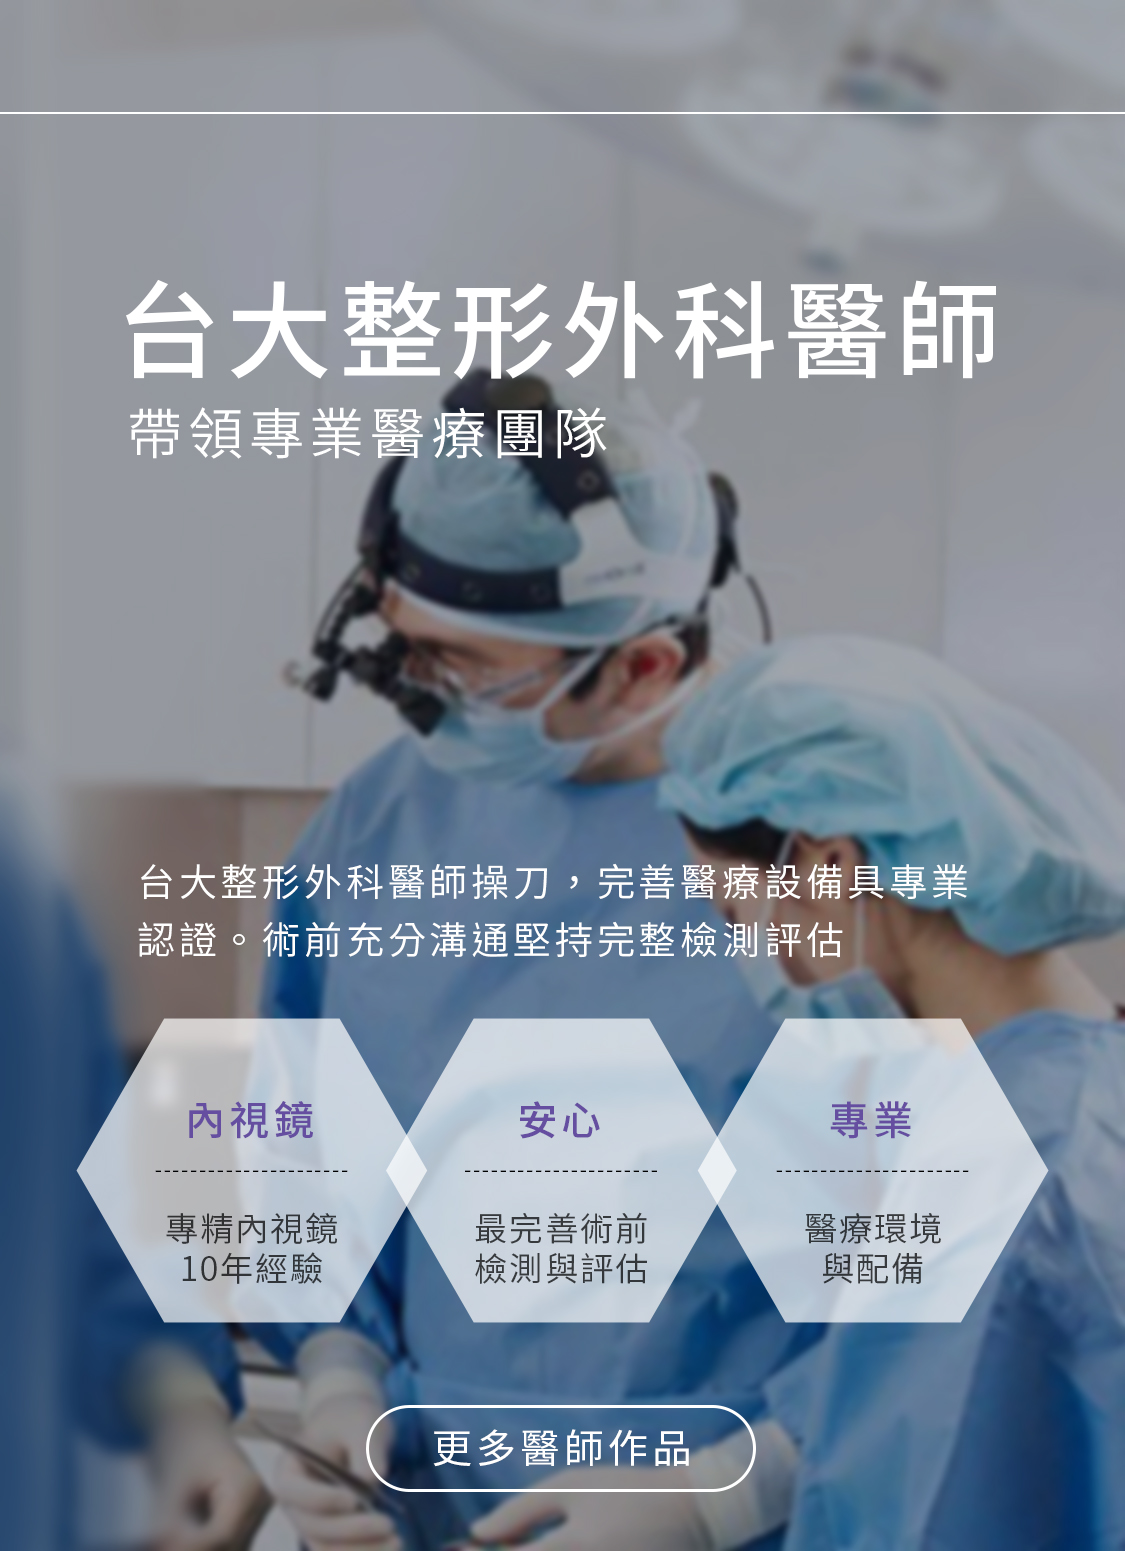 台大整形外科醫師
帶領專業醫療團隊
台大整形外科醫師操刀，完善醫療設備具專業
認證。術前充分溝通堅持完整檢測評估
內視鏡
專精內視鏡
10年經驗
安心
最完善術前
檢測與評估
專業
醫療環境
與配備
更多醫師作品